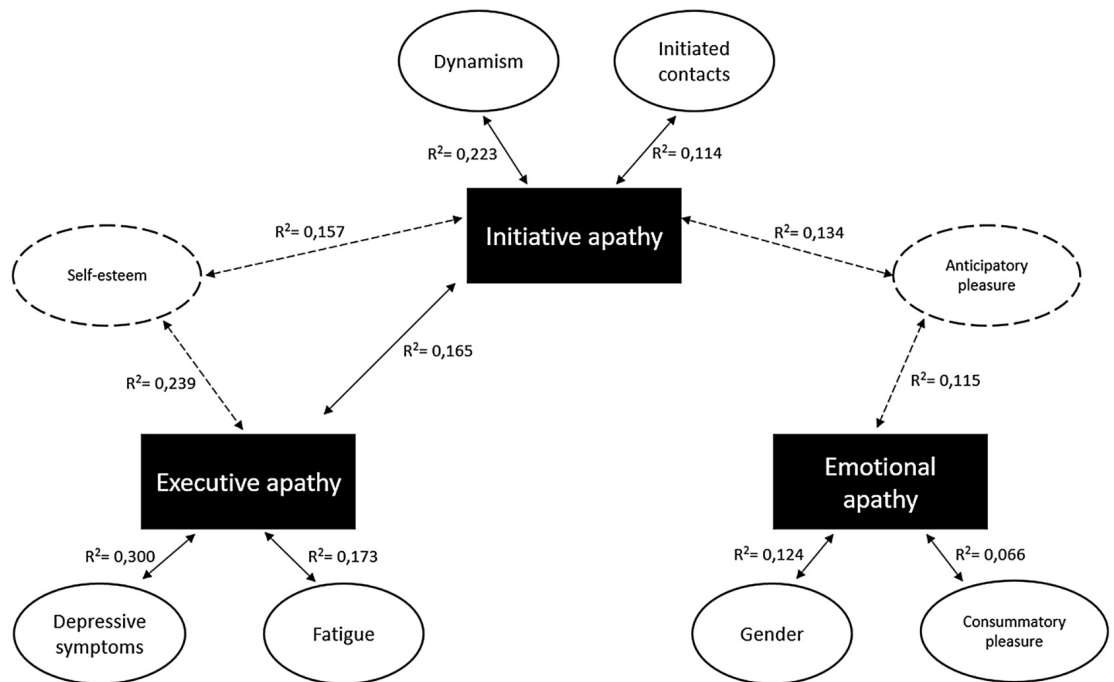 Dynamism
Initiated
contacts
R²= 0,223
R²= 0,114
Initiative apathy
R²= 0,157
R²= 0,134
Self-esteem
Anticipatory
pleasure
R²= 0,165
R²= 0,239
R²= 0,115
Executive apathy
Emotional
apathy
R²= 0,300
R²= 0,173
R²= 0,124
R²= 0,066
Depressive
symptoms
Fatigue
Gender
Consummatory
pleasure